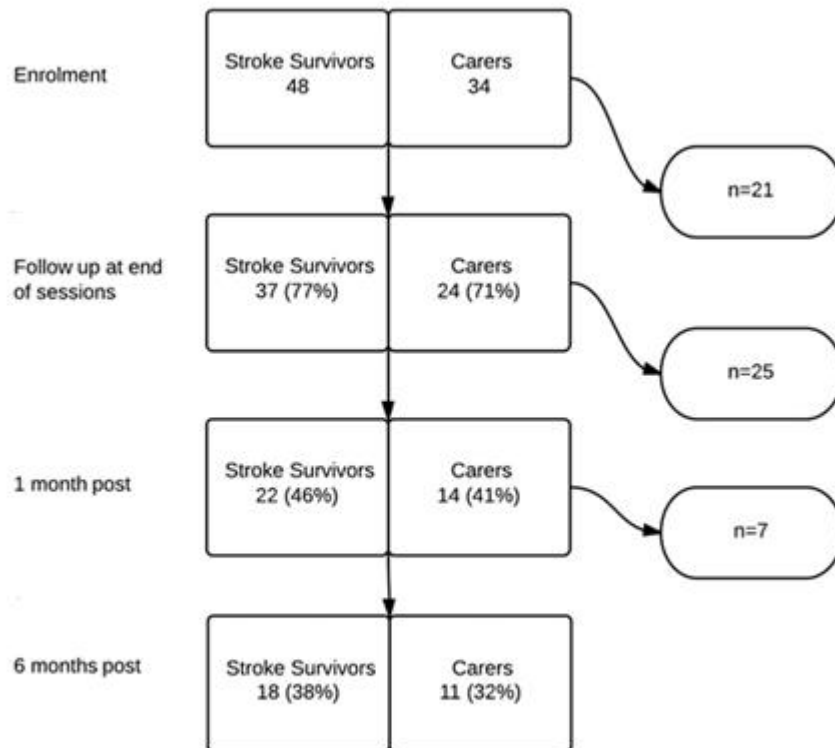 Enrolment
Stroke Survivors
48
Carers
34
n=21
Follow up at end
of sessions
Stroke Survivors
37 (77%)
Carers
24 (71%)
n=25
1 month post
Stroke Survivors
22 (46%)
Carers
14 (41%)
n=7
6 months post
Stroke Survivors
18 (38%)
Carers
11 (32%)